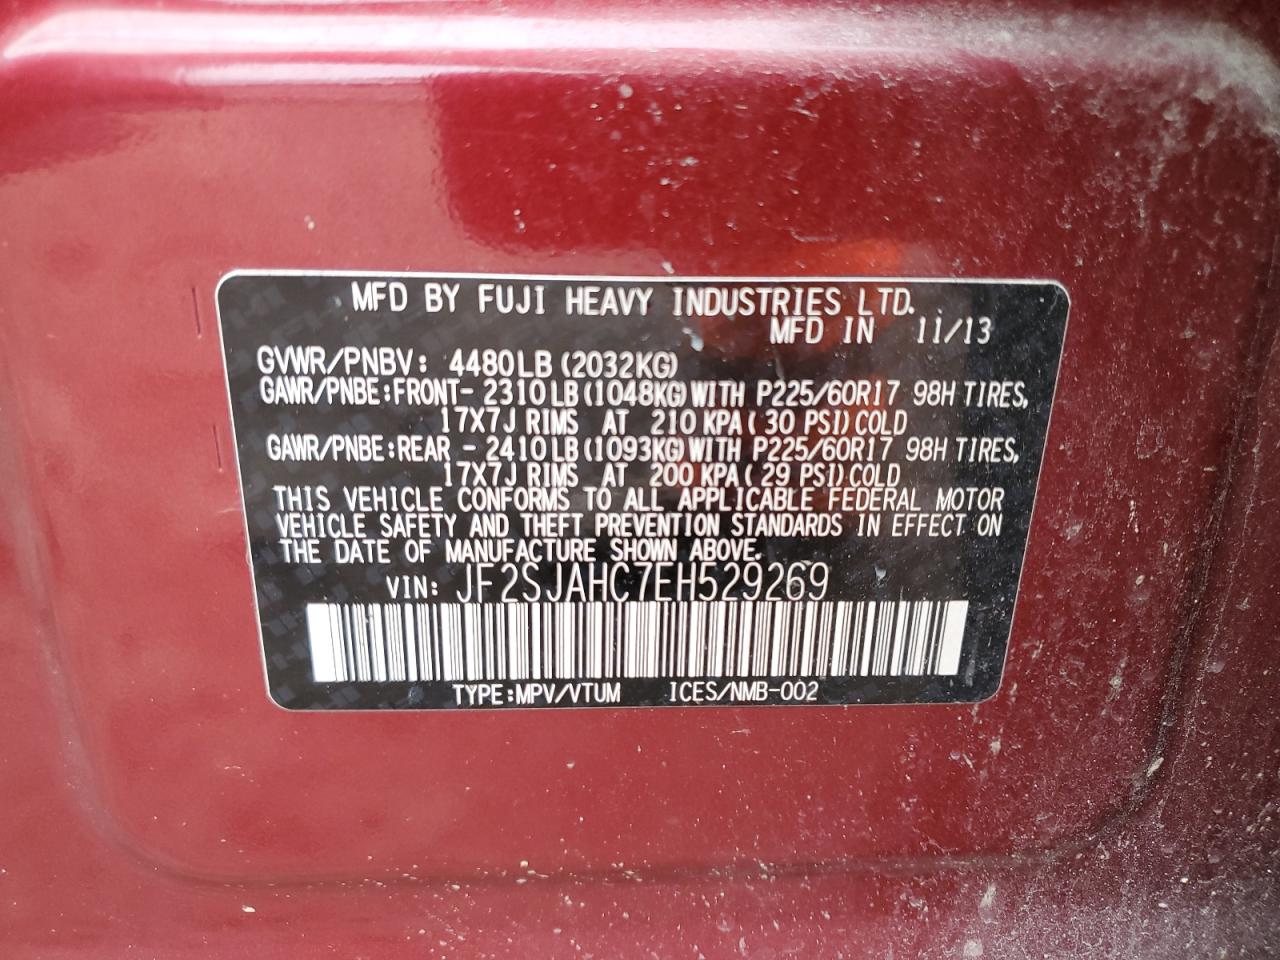 MFD BY FUJI HEAVY INDUSTRIES LTD.
MFD IN 11/13
GVWR/PNBV: 4480LB (2032KG)
GAWR/PNBE:FRONT- 2310LB(1048KG)WITH P225/60R17 98H TIRES,
17X7J RIMS AT 210 KPA( 30 PSI)COLD
GAWR/PNBE:REAR - 2410LB(1093KG)WITH P225/60R17 98H TIRES,
17X7J RIMS AT 200 KPA( 29 PSI)COLD
THIS VEHICLE CONFORMS TO ALL APPLICABLE FEDERAL MOTOR
VEHICLE SAFETY AND THEFT PREVENTION STANDARDS IN EFFECT ON
THE DATE OF MANUFACTURE SHOWN ABOVE.
VIN: JF2SJAHC7EH529269
TYPE:MPV/VTUM ICES/NMB-002